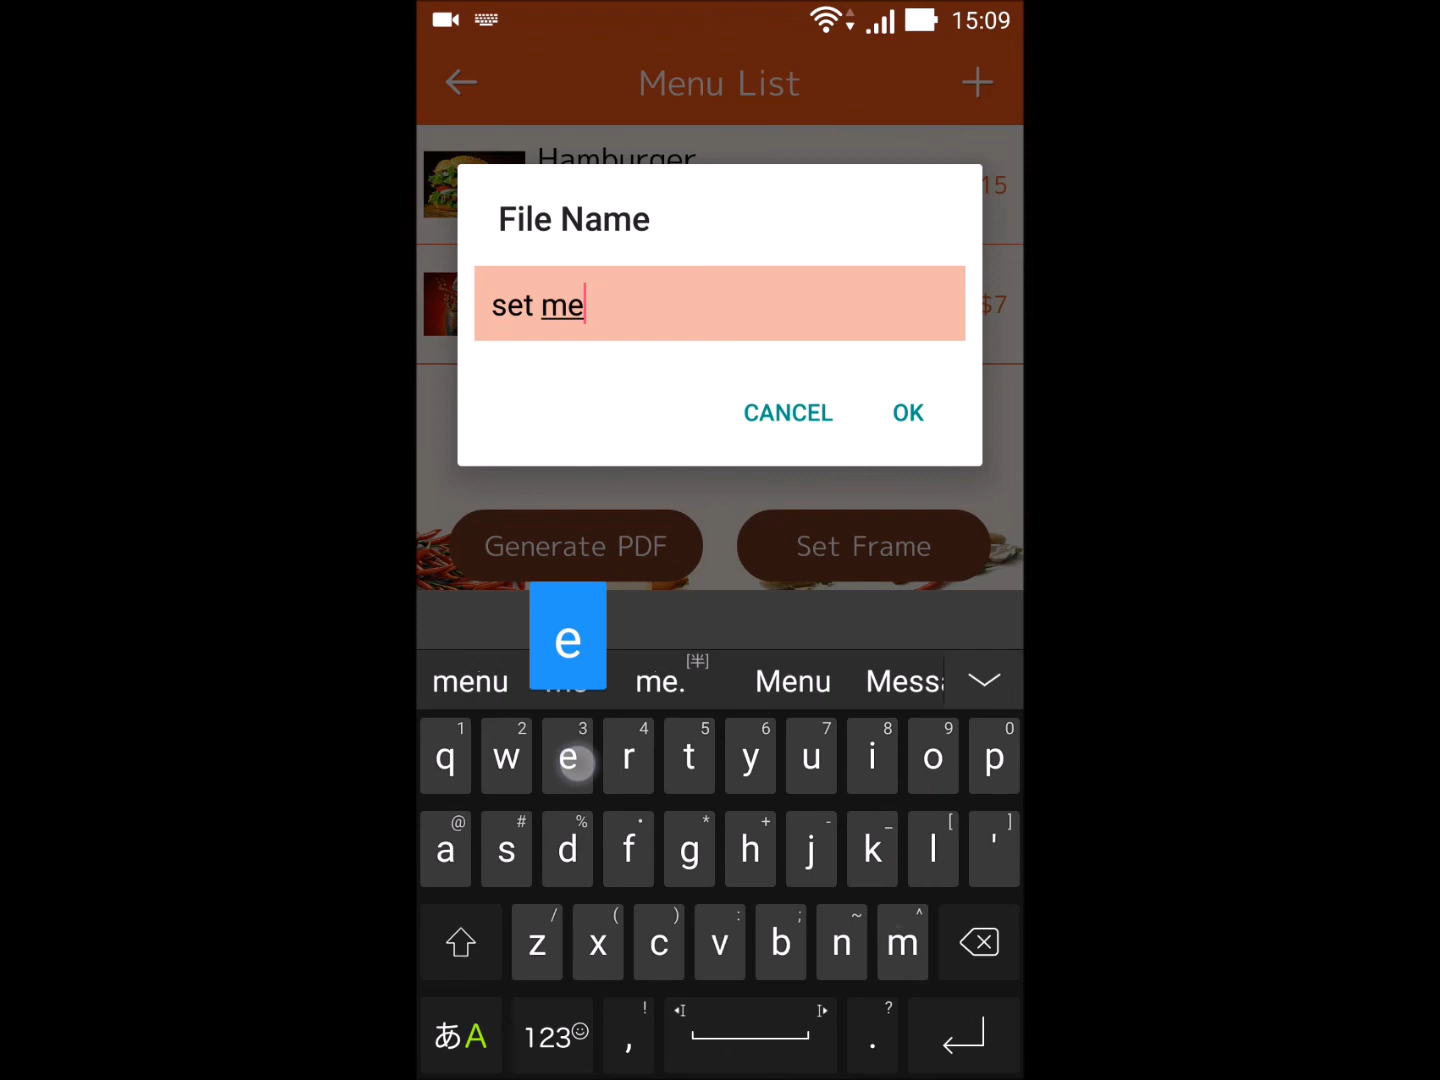 15:09
Menu List
Hamburger
15
$7
File Name
set me
CANCEL OK
Generate PDF Set Frame
e
menu me. [半] Menu Mess
1 2 3 4 5 6 7 8 9 0
q w e r t y u i o p
@ # % • * + - _ [ ]
a s d f g h j k l '
/ ( ) : ; ~ ^
z x c v b n m
! ?
あA 123 , .